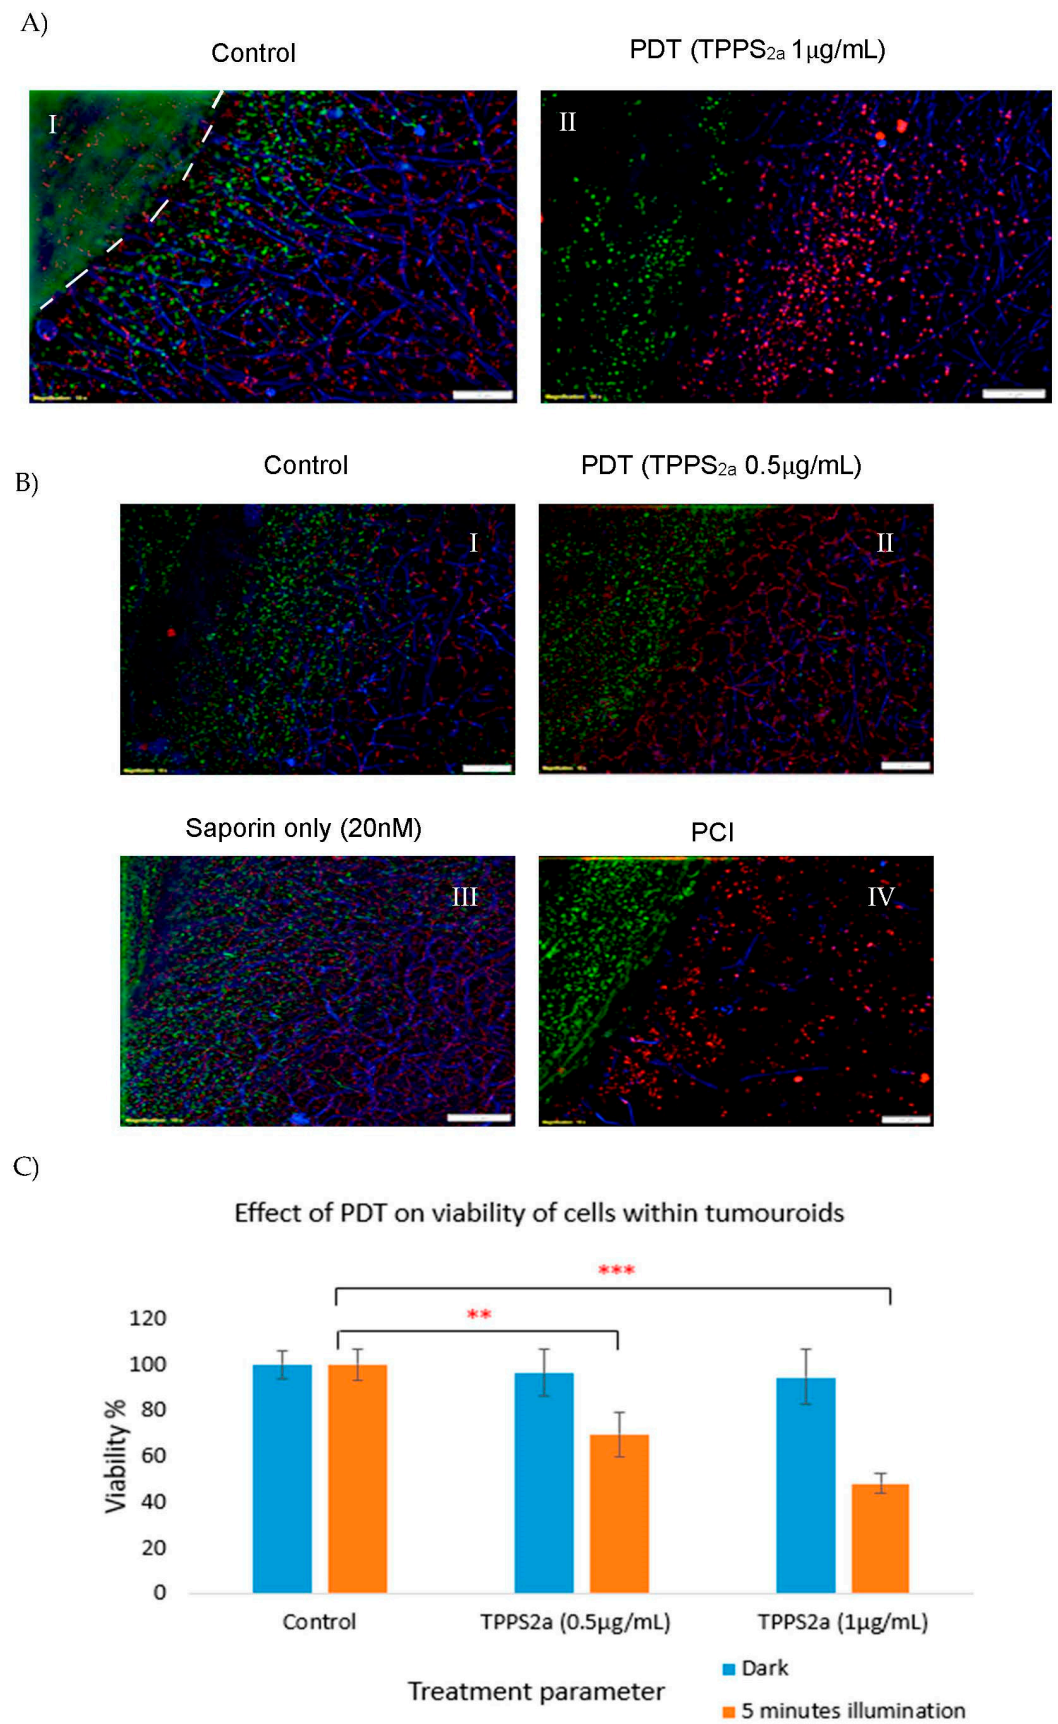 A)
Control
PDT (TPPS2a 1μg/mL)
I
II
B)
Control
PDT (TPPS2a 0.5μg/mL)
I
II
Saporin only (20nM)
PCI
III
IV
C)
Effect of PDT on viability of cells within tumouroids
***
**
120
100
80
60
40
20
0
Viability %
Control
TPPS2a (0.5μg/mL)
TPPS2a (1μg/mL)
Treatment parameter
Dark
5 minutes illumination